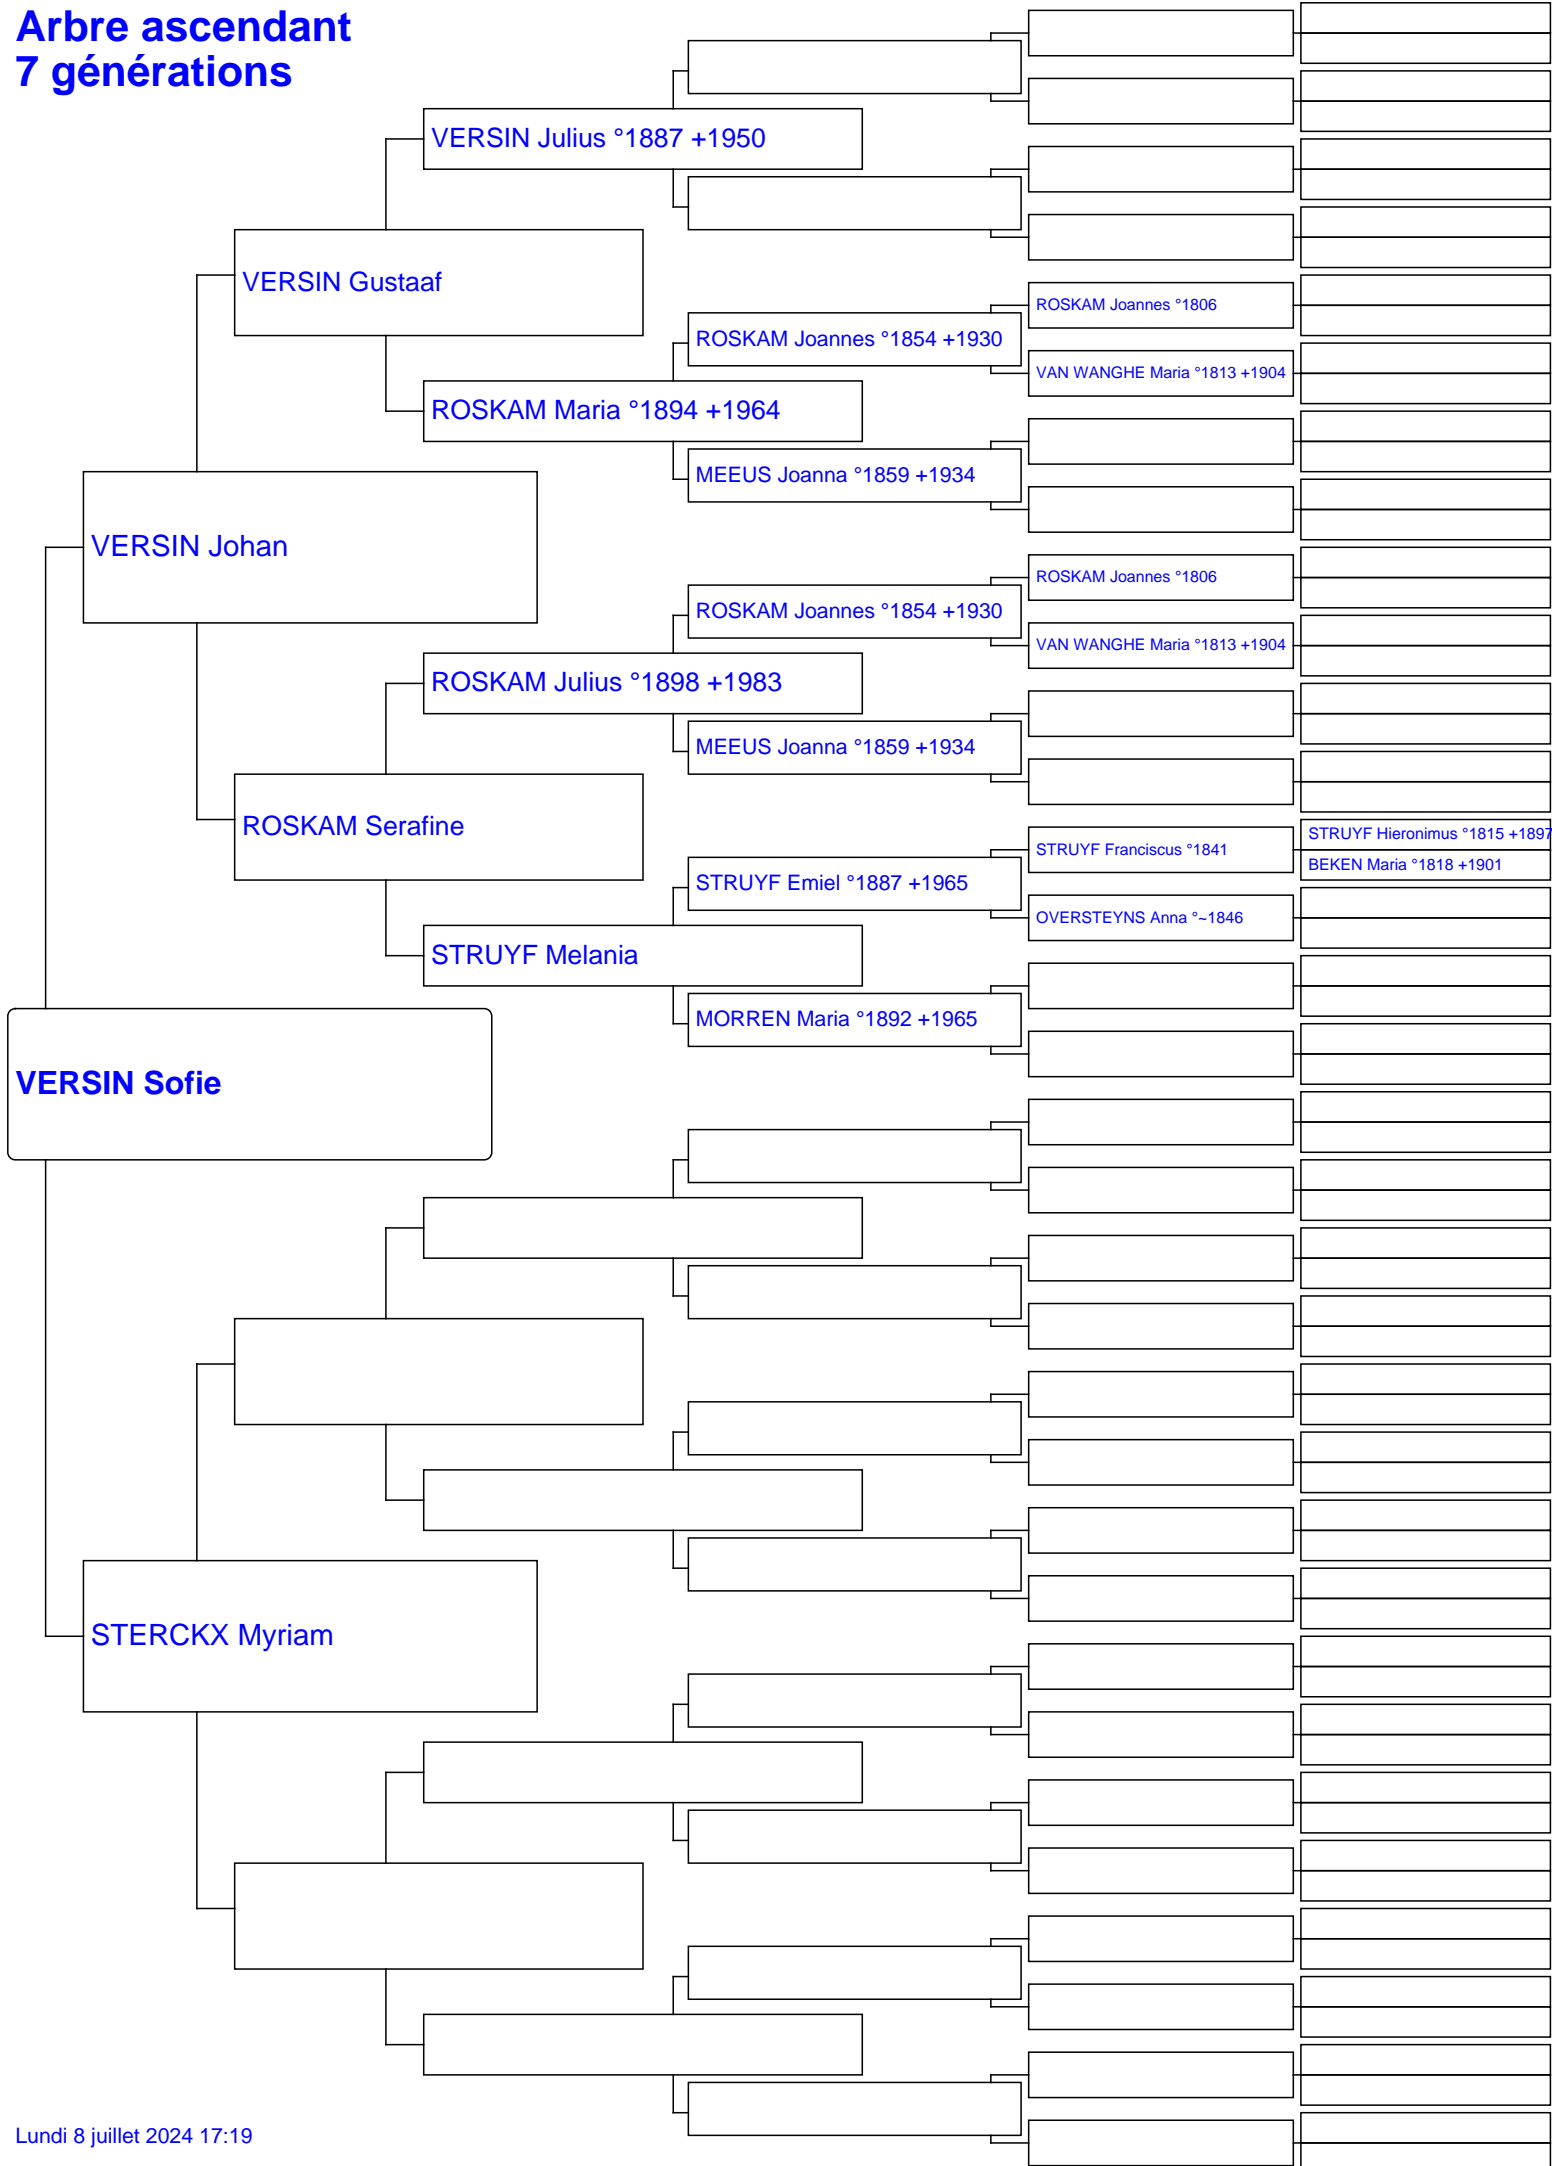 Arbre ascendant
7 générations
VERSIN Julius °1887 +1950
VERSIN Gustaaf
ROSKAM Joannes °1806
ROSKAM Joannes °1854 +1930
VAN WANGHE Maria °1813 +1904
ROSKAM Maria °1894 +1964
MEEUS Joanna °1859 +1934
VERSIN Johan
ROSKAM Joannes °1806
ROSKAM Joannes °1854 +1930
VAN WANGHE Maria °1813 +1904
ROSKAM Julius °1898 +1983
MEEUS Joanna °1859 +1934
ROSKAM Serafine
STRUYF Hieronimus °1815 +1897
STRUYF Franciscus °1841
BEKEN Maria °1818 +1901
STRUYF Emiel °1887 +1965
OVERSTEYNS Anna °~1846
STRUYF Melania
MORREN Maria °1892 +1965
VERSIN Sofie
STERCKX Myriam
Lundi 8 juillet 2024 17:19